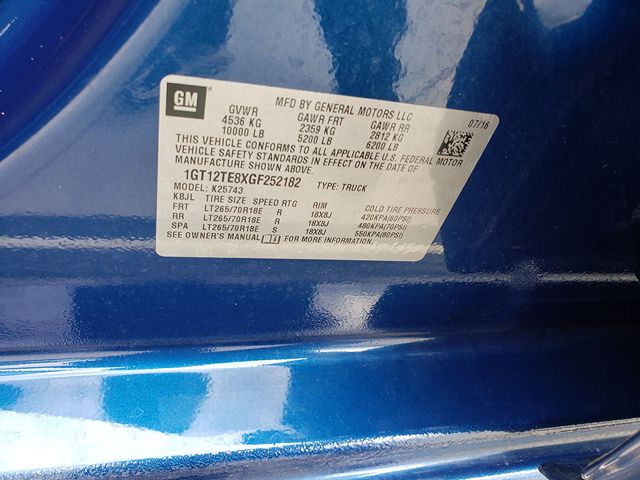 GM
MFD BY GENERAL MOTORS LLC
07/16
GVWR GAWR FRT GAWR RR
4536 KG 2359 KG 2812 KG
10000 LB 5200 LB 6200 LB
THIS VEHICLE CONFORMS TO ALL APPLICABLE U.S. FEDERAL MOTOR
VEHICLE SAFETY STANDARDS IN EFFECT ON THE DATE OF
MANUFACTURE SHOWN ABOVE.
1GT12TE8XGF252182 TYPE: TRUCK
MODEL: K25743
KBJL TIRE SIZE SPEED RTG RIM COLD TIRE PRESSURE
FRT LT265/70R18E R 18X8J 420KPA(60PSI)
RR LT265/70R18E R 18X8J 480KPA(70PSI)
SPA LT265/70R18E S 18X8J 550KPA(80PSI)
SEE OWNER'S MANUAL FOR MORE INFORMATION.